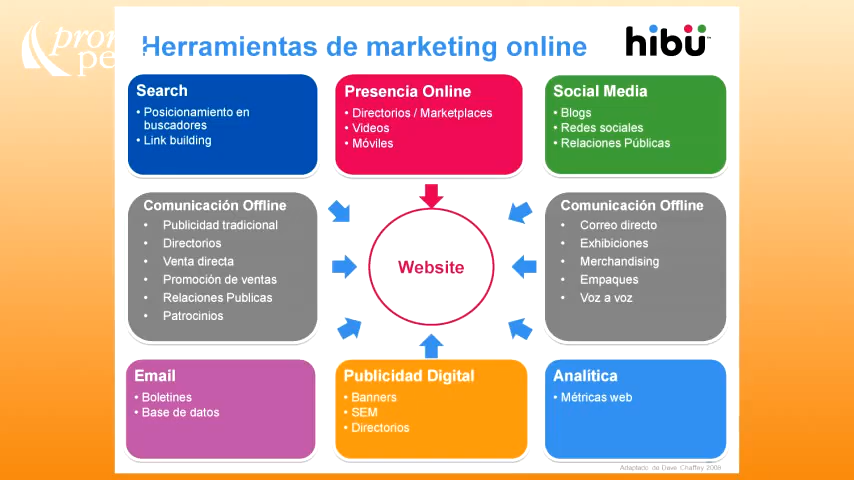 Herramientas de marketing online
hibü
Search
• Posicionamiento en
buscadores
• Link building
Presencia Online
• Directorios / Marketplaces
• Videos
• Móviles
Social Media
• Blogs
• Redes sociales
• Relaciones Públicas
Comunicación Offline
• Publicidad tradicional
• Directorios
• Venta directa
• Promoción de ventas
• Relaciones Publicas
• Patrocinios
Website
Comunicación Offline
• Correo directo
• Exhibiciones
• Merchandising
• Empaques
• Voz a voz
Email
• Boletines
• Base de datos
Publicidad Digital
• Banners
• SEM
• Directorios
Analítica
• Métricas web
Adaptado de Dave Chaffey 2009